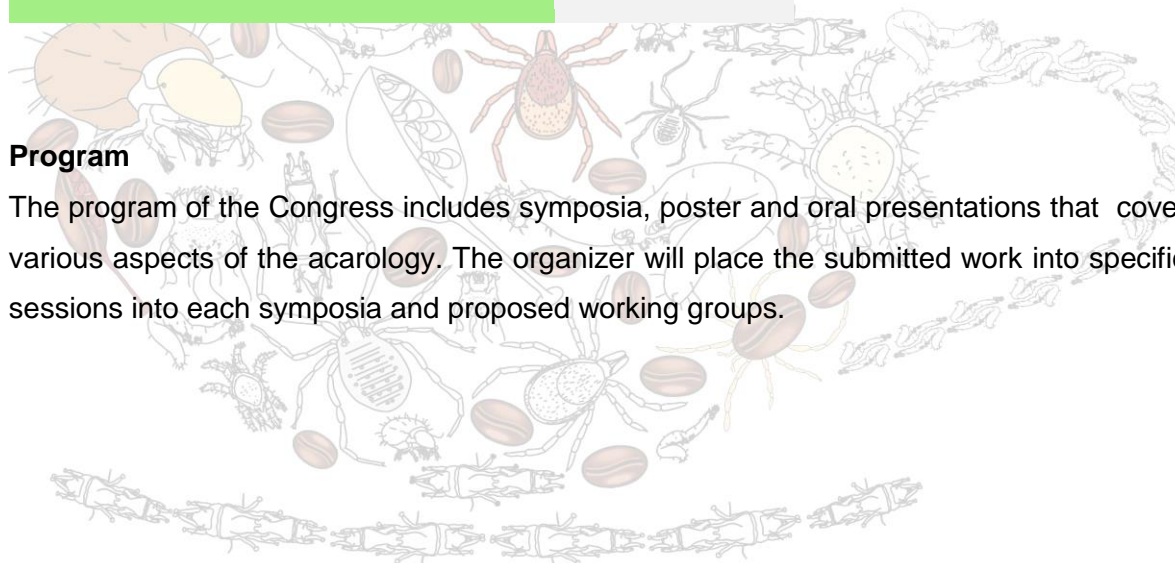 Program
The program of the Congress includes symposia, poster and oral presentations that cove
various aspects of the acarology. The organizer will place the submitted work into specific
sessions into each symposia and proposed working groups.